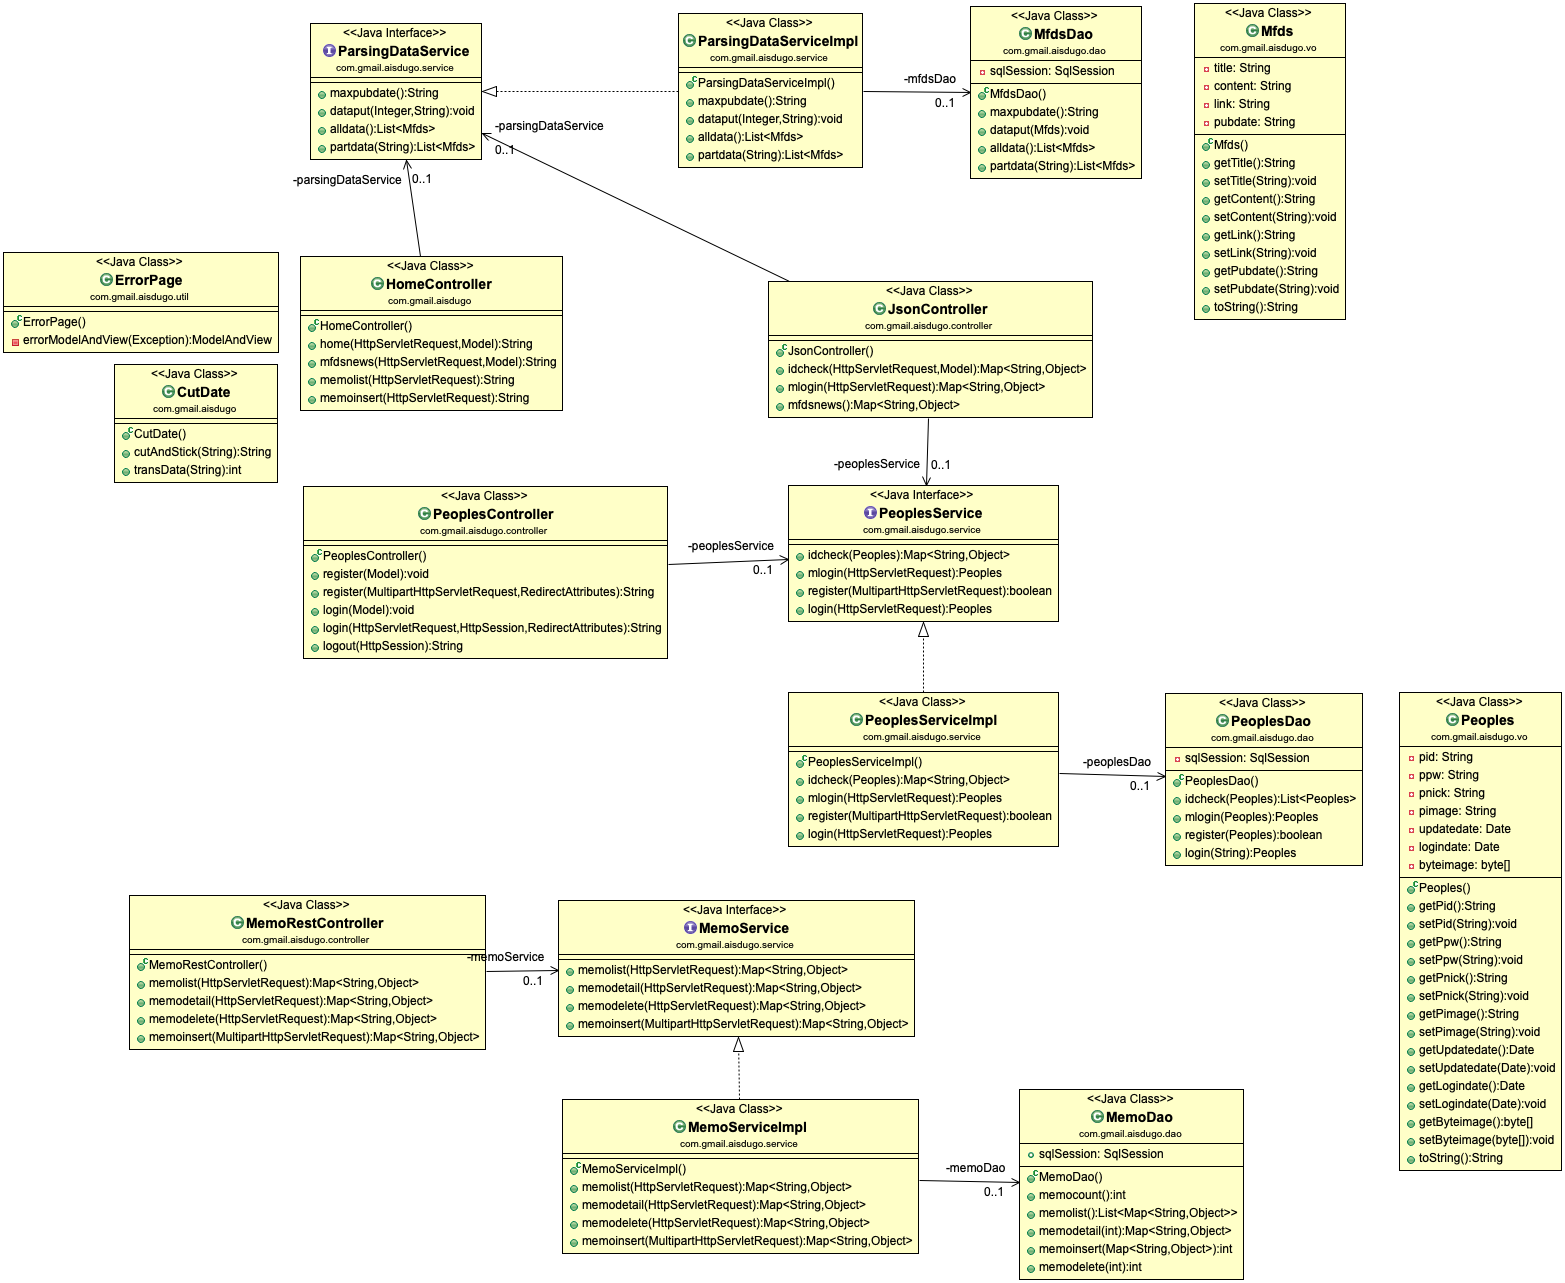 <<Java Interface>>
ParsingDataService
com.gmail.aisdugo.service
maxpubdate():String
dataput(Integer,String):void
alldata():List<Mfds>
partdata(String):List<Mfds>
<<Java Class>>
ParsingDataServiceImpl
com.gmail.aisdugo.service
ParsingDataServiceImpl()
maxpubdate():String
dataput(Integer,String):void
alldata():List<Mfds>
partdata(String):List<Mfds>
-mfdsDao
0..1
<<Java Class>>
MfdsDao
com.gmail.aisdugo.dao
sqlSession: SqlSession
MfdsDao()
maxpubdate():String
dataput(Mfds):void
alldata():List<Mfds>
partdata(String):List<Mfds>
<<Java Class>>
Mfds
com.gmail.aisdugo.vo
title: String
content: String
link: String
pubdate: String
Mfds()
getTitle():String
setTitle(String):void
getContent():String
setContent(String):void
getLink():String
setLink(String):void
getPubdate():String
setPubdate(String):void
toString():String
-parsingDataService
0..1
-parsingDataService
0..1
<<Java Class>>
ErrorPage
com.gmail.aisdugo.util
ErrorPage()
errorModelAndView(Exception):ModelAndView
<<Java Class>>
HomeController
com.gmail.aisdugo
HomeController()
home(HttpServletRequest,Model):String
mfdsnews(HttpServletRequest,Model):String
memolist(HttpServletRequest):String
memoinsert(HttpServletRequest):String
<<Java Class>>
JsonController
com.gmail.aisdugo.controller
JsonController()
idcheck(HttpServletRequest,Model):Map<String,Object>
mlogin(HttpServletRequest):Map<String,Object>
mfdsnews():Map<String,Object>
<<Java Class>>
CutDate
com.gmail.aisdugo
CutDate()
cutAndStick(String):String
transData(String):int
-peoplesService
0..1
<<Java Class>>
PeoplesController
com.gmail.aisdugo.controller
PeoplesController()
register(Model):void
register(MultipartHttpServletRequest,RedirectAttributes):String
login(Model):void
login(HttpServletRequest,HttpSession,RedirectAttributes):String
logout(HttpSession):String
-peoplesService
0..1
<<Java Interface>>
PeoplesService
com.gmail.aisdugo.service
idcheck(Peoples):Map<String,Object>
mlogin(HttpServletRequest):Peoples
register(MultipartHttpServletRequest):boolean
login(HttpServletRequest):Peoples
<<Java Class>>
PeoplesServiceImpl
com.gmail.aisdugo.service
PeoplesServiceImpl()
idcheck(Peoples):Map<String,Object>
mlogin(HttpServletRequest):Peoples
register(MultipartHttpServletRequest):boolean
login(HttpServletRequest):Peoples
-peoplesDao
0..1
<<Java Class>>
PeoplesDao
com.gmail.aisdugo.dao
sqlSession: SqlSession
PeoplesDao()
idcheck(Peoples):List<Peoples>
mlogin(Peoples):Peoples
register(Peoples):boolean
login(String):Peoples
<<Java Class>>
Peoples
com.gmail.aisdugo.vo
pid: String
ppw: String
pnick: String
pimage: String
updatedate: Date
logindate: Date
byteimage: byte[]
Peoples()
getPid():String
setPid(String):void
getPpw():String
setPpw(String):void
getPnick():String
setPnick(String):void
getPimage():String
setPimage(String):void
getUpdatedate():Date
setUpdatedate(Date):void
getLogindate():Date
setLogindate(Date):void
getByteimage():byte[]
setByteimage(byte[]):void
toString():String
<<Java Class>>
MemoRestController
com.gmail.aisdugo.controller
MemoRestController()
memolist(HttpServletRequest):Map<String,Object>
memodetail(HttpServletRequest):Map<String,Object>
memodelete(HttpServletRequest):Map<String,Object>
memoinsert(MultipartHttpServletRequest):Map<String,Object>
-memoService
0..1
<<Java Interface>>
MemoService
com.gmail.aisdugo.service
memolist(HttpServletRequest):Map<String,Object>
memodetail(HttpServletRequest):Map<String,Object>
memodelete(HttpServletRequest):Map<String,Object>
memoinsert(MultipartHttpServletRequest):Map<String,Object>
<<Java Class>>
MemoServiceImpl
com.gmail.aisdugo.service
MemoServiceImpl()
memolist(HttpServletRequest):Map<String,Object>
memodetail(HttpServletRequest):Map<String,Object>
memodelete(HttpServletRequest):Map<String,Object>
memoinsert(MultipartHttpServletRequest):Map<String,Object>
-memoDao
0..1
<<Java Class>>
MemoDao
com.gmail.aisdugo.dao
sqlSession: SqlSession
MemoDao()
memocount():int
memolist():List<Map<String,Object>>
memodetail(int):Map<String,Object>
memoinsert(Map<String,Object>):int
memodelete(int):int